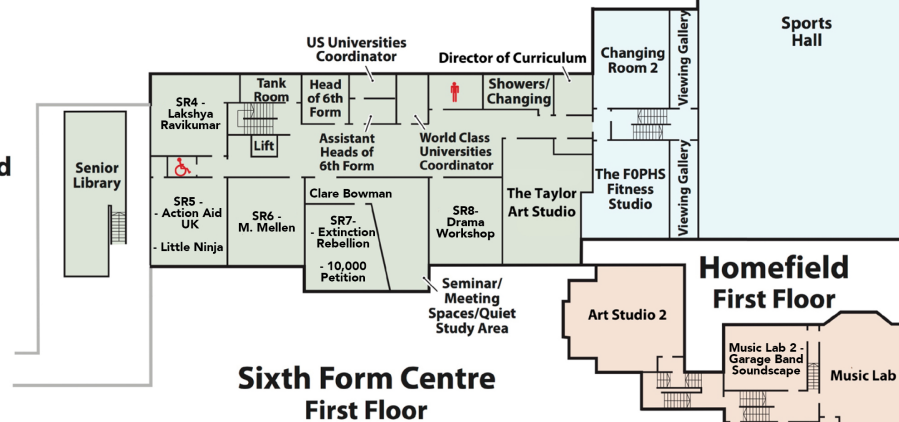 Sports
Hall
US Universities
Coordinator
Director of Curriculum
Changing
Room 2
Viewing Gallery
Tank
Room
Head
of 6th
Form
Showers/
Changing
SR4 -
Lakshya
Ravikumar
Lift
Assistant
Heads of
6th Form
World Class
Universities
Coordinator
d
Senior
Library
The F0PHS
Fitness
Studio
Viewing Gallery
Clare Bowman
The Taylor
Art Studio
SR5 -
- Action Aid
UK
- Little Ninja
SR6 -
M. Mellen
SR7-
- Extinction
Rebellion
- 10,000
Petition
SR8-
Drama
Workshop
Seminar/
Meeting
Spaces/Quiet
Study Area
Homefield
First Floor
Art Studio 2
Music Lab 2 -
Garage Band
Soundscape
Music Lab
Sixth Form Centre
First Floor